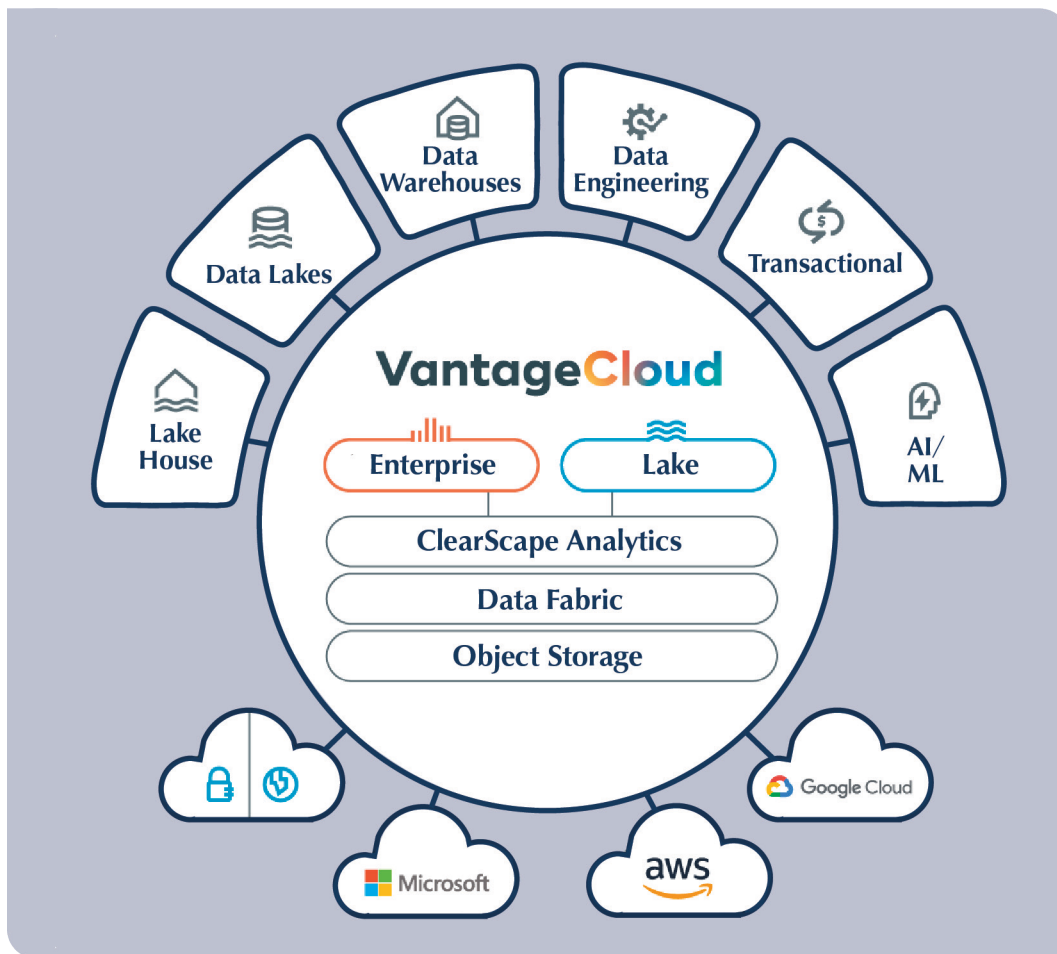 Data
Warehouses
Data
Engineering
Data Lakes
Transactional
Lake
House
AI/
ML
VantageCloud
Enterprise
Lake
ClearScape Analytics
Data Fabric
Object Storage
Google Cloud
Microsoft
aws